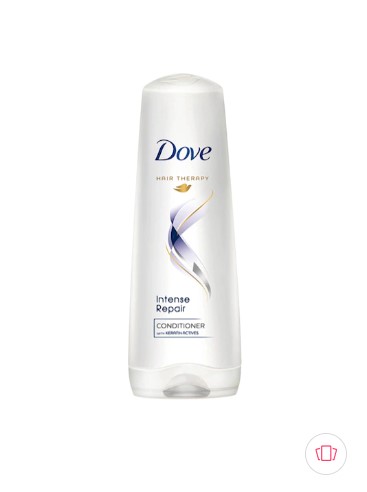 Dove
HAIR THERAPY
Intense
Repair
CONDITIONER
WITH KERATIN ACTIVES